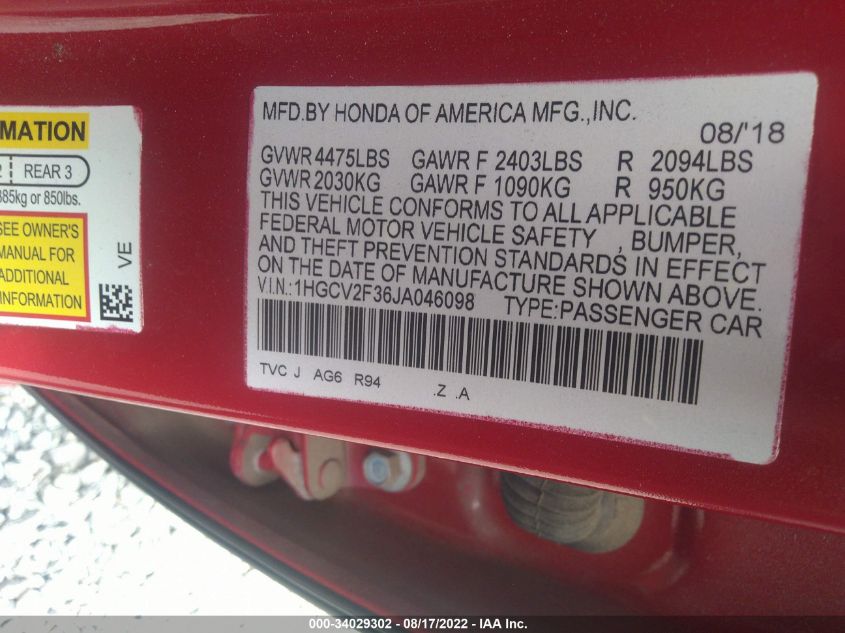 MATION
2 REAR 3
385kg or 850lbs.
SEE OWNER'S
MANUAL FOR
ADDITIONAL
INFORMATION
VE
MFD.BY HONDA OF AMERICA MFG.,INC.
08/'18
GVWR 4475LBS GAWR F 2403LBS R 2094LBS
GVWR 2030KG GAWR F 1090KG R 950KG
THIS VEHICLE CONFORMS TO ALL APPLICABLE
FEDERAL MOTOR VEHICLE SAFETY , BUMPER,
AND THEFT PREVENTION STANDARDS IN EFFECT
ON THE DATE OF MANUFACTURE SHOWN ABOVE.
V.I.N.:1HGCV2F36JA046098 TYPE:PASSENGER CAR
TVC J AG6 R94 .Z .A
000-34029302 - 08/17/2022 - IAA Inc.